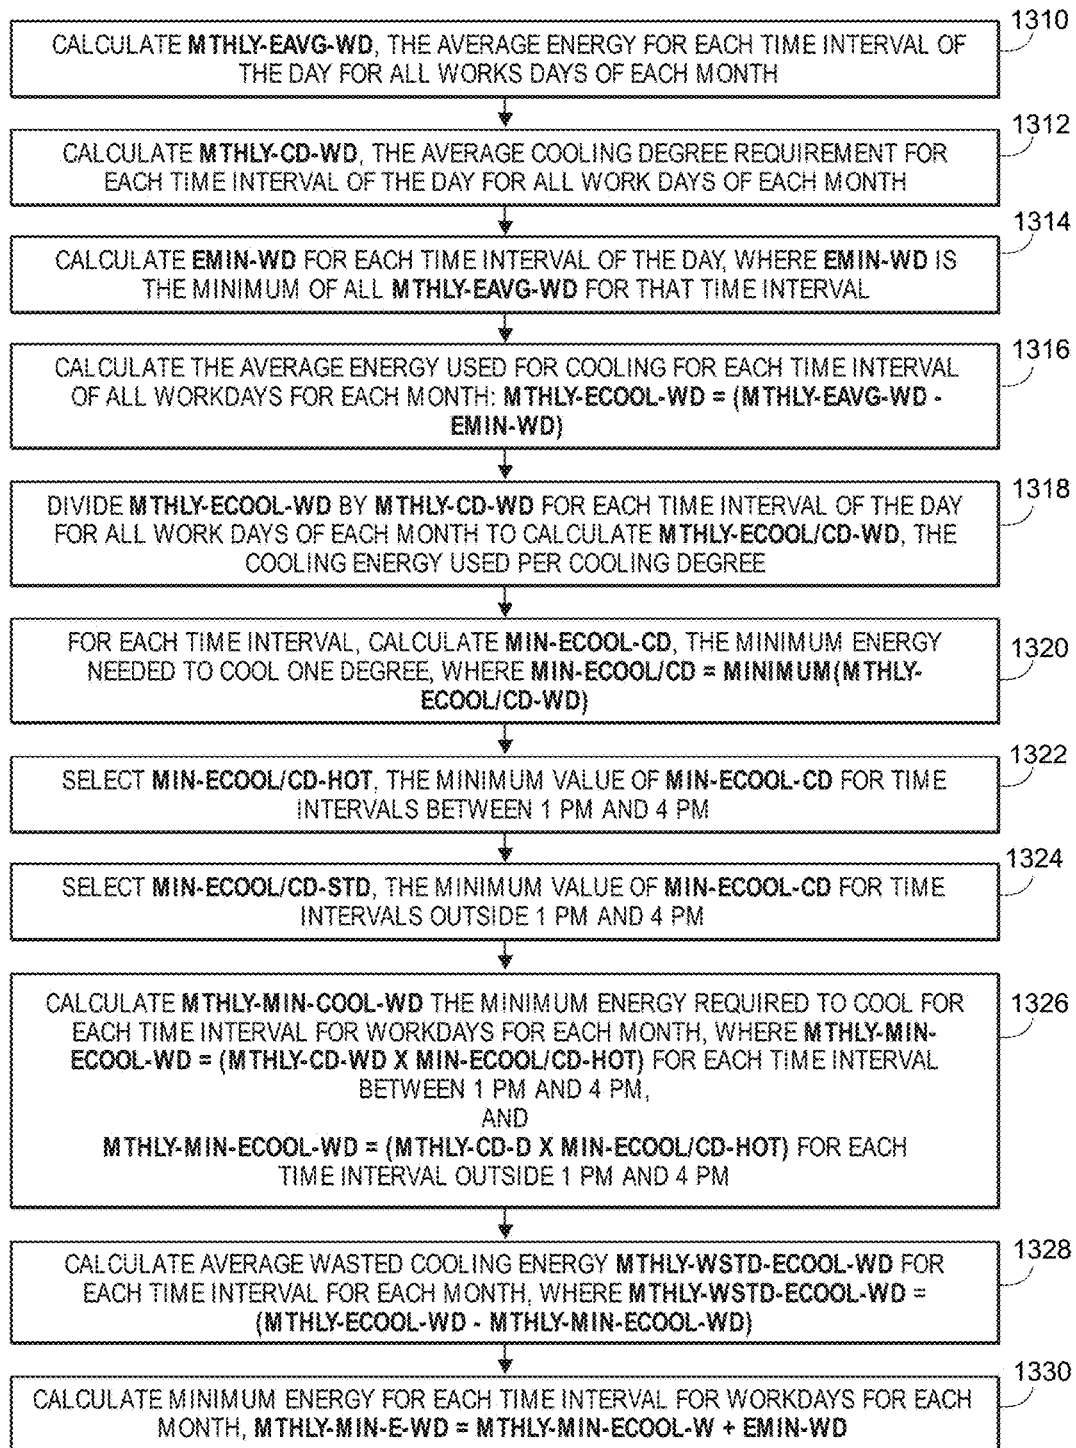 1310
CALCULATE MTHLY-EAVG-WD, THE AVERAGE ENERGY FOR EACH TIME INTERVAL OF
THE DAY FOR ALL WORKS DAYS OF EACH MONTH
1312
CALCULATE MTHLY-CD-WD, THE AVERAGE COOLING DEGREE REQUIREMENT FOR
EACH TIME INTERVAL OF THE DAY FOR ALL WORK DAYS OF EACH MONTH
1314
CALCULATE EMIN-WD FOR EACH TIME INTERVAL OF THE DAY, WHERE EMIN-WD IS
THE MINIMUM OF ALL MTHLY-EAVG-WD FOR THAT TIME INTERVAL
1316
CALCULATE THE AVERAGE ENERGY USED FOR COOLING FOR EACH TIME INTERVAL
OF ALL WORKDAYS FOR EACH MONTH: MTHLY-ECOOL-WD = (MTHLY-EAVG-WD -
EMIN-WD)
1318
DIVIDE MTHLY-ECOOL-WD BY MTHLY-CD-WD FOR EACH TIME INTERVAL OF THE DAY
FOR ALL WORK DAYS OF EACH MONTH TO CALCULATE MTHLY-ECOOL/CD-WD, THE
COOLING ENERGY USED PER COOLING DEGREE
1320
FOR EACH TIME INTERVAL, CALCULATE MIN-ECOOL-CD, THE MINIMUM ENERGY
NEEDED TO COOL ONE DEGREE, WHERE MIN-ECOOL/CD = MINIMUM(MTHLY-
ECOOL/CD-WD)
1322
SELECT MIN-ECOOL/CD-HOT, THE MINIMUM VALUE OF MIN-ECOOL-CD FOR TIME
INTERVALS BETWEEN 1 PM AND 4 PM
1324
SELECT MIN-ECOOL/CD-STD, THE MINIMUM VALUE OF MIN-ECOOL-CD FOR TIME
INTERVALS OUTSIDE 1 PM AND 4 PM
1326
CALCULATE MTHLY-MIN-COOL-WD THE MINIMUM ENERGY REQUIRED TO COOL FOR
EACH TIME INTERVAL FOR WORKDAYS FOR EACH MONTH, WHERE MTHLY-MIN-
ECOOL-WD = (MTHLY-CD-WD X MIN-ECOOL/CD-HOT) FOR EACH TIME INTERVAL
BETWEEN 1 PM AND 4 PM,
AND
MTHLY-MIN-ECOOL-WD = (MTHLY-CD-D X MIN-ECOOL/CD-HOT) FOR EACH
TIME INTERVAL OUTSIDE 1 PM AND 4 PM
1328
CALCULATE AVERAGE WASTED COOLING ENERGY MTHLY-WSTD-ECOOL-WD FOR
EACH TIME INTERVAL FOR EACH MONTH, WHERE MTHLY-WSTD-ECOOL-WD =
(MTHLY-ECOOL-WD - MTHLY-MIN-ECOOL-WD)
1330
CALCULATE MINIMUM ENERGY FOR EACH TIME INTERVAL FOR WORKDAYS FOR EACH
MONTH, MTHLY-MIN-E-WD = MTHLY-MIN-ECOOL-W + EMIN-WD